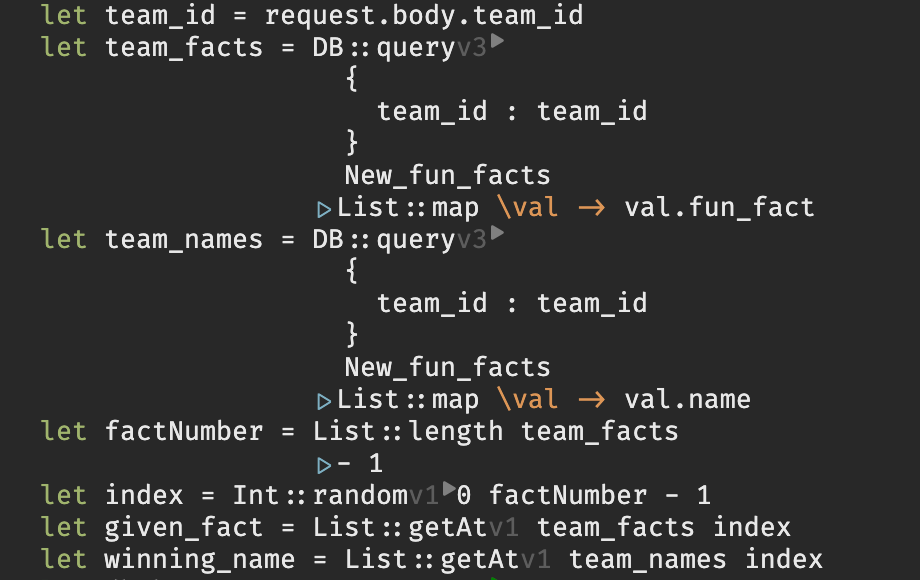 let team_id = request.body.team_id
let team_facts = DB::queryv3
{
team_id : team_id
}
New_fun_facts
▷List::map \val -> val.fun_fact
let team_names = DB::queryv3
{
team_id : team_id
}
New_fun_facts
▷List::map \val -> val.name
let factNumber = List::length team_facts
▷- 1
let index = Int::randomv1 0 factNumber - 1
let given_fact = List::getAtv1 team_facts index
let winning_name = List::getAtv1 team_names index